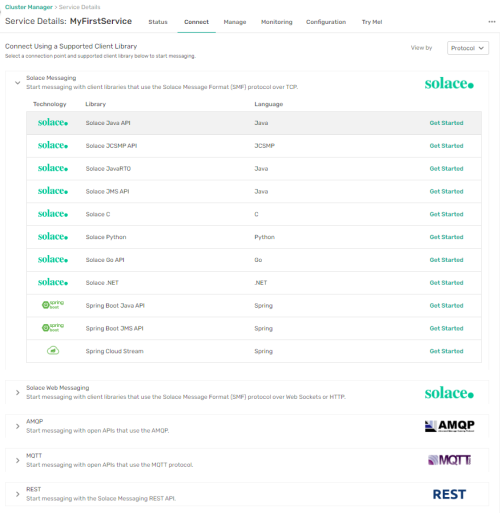 Cluster Manager > Service Details
Service Details: MyFirstService Status Connect Manage Monitoring Configuration Try Me!
Connect Using a Supported Client Library
Select a connection point and supported client library below to start messaging.
View by Protocol
Solace Messaging
Start messaging with client libraries that use the Solace Message Format (SMF) protocol over TCP.
solace.
Technology Library Language
solace. Solace Java API Java Get Started
solace. Solace JCSMP API JCSMP Get Started
solace. Solace JavaRTO Java Get Started
solace. Solace JMS API Java Get Started
solace. Solace C C Get Started
solace. Solace Python Python Get Started
solace. Solace Go API Go Get Started
solace. Solace .NET .NET Get Started
spring boot Spring Boot Java API Spring Get Started
spring boot Spring Boot JMS API Spring Get Started
Spring Cloud Stream Spring Get Started
Solace Web Messaging
Start messaging with client libraries that use the Solace Message Format (SMF) protocol over Web Sockets or HTTP.
solace.
AMQP
Start messaging with open APIs that use the AMQP.
AMQP
MQTT
Start messaging with open APIs that use the MQTT protocol.
MQTT
REST
Start messaging with the Solace Messaging REST API.
REST